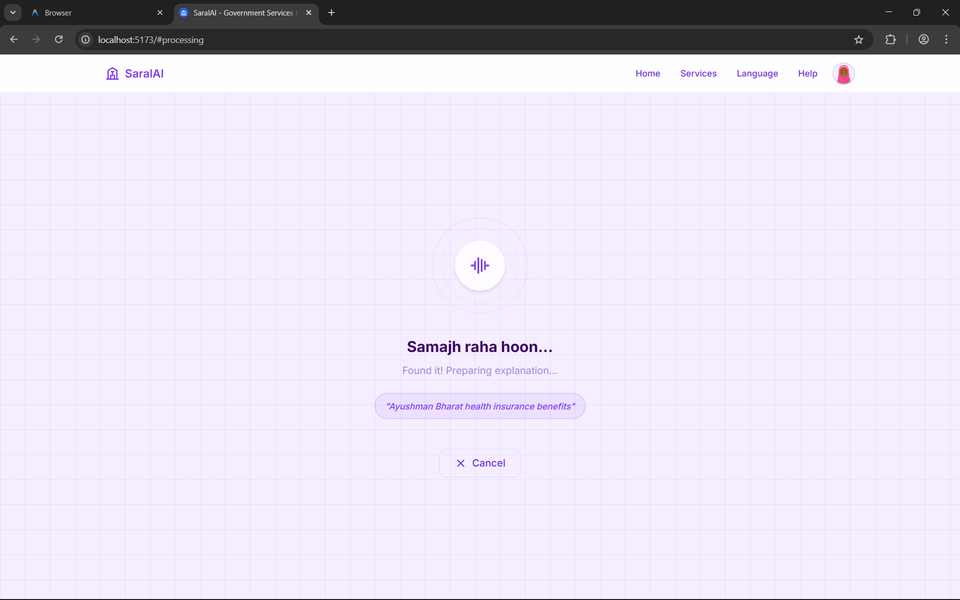 Browser
SaralAI - Government Services
localhost:5173/#processing
SaralAI
Home
Services
Language
Help
Samajh raha hoon...
Found it! Preparing explanation...
"Ayushman Bharat health insurance benefits"
Cancel